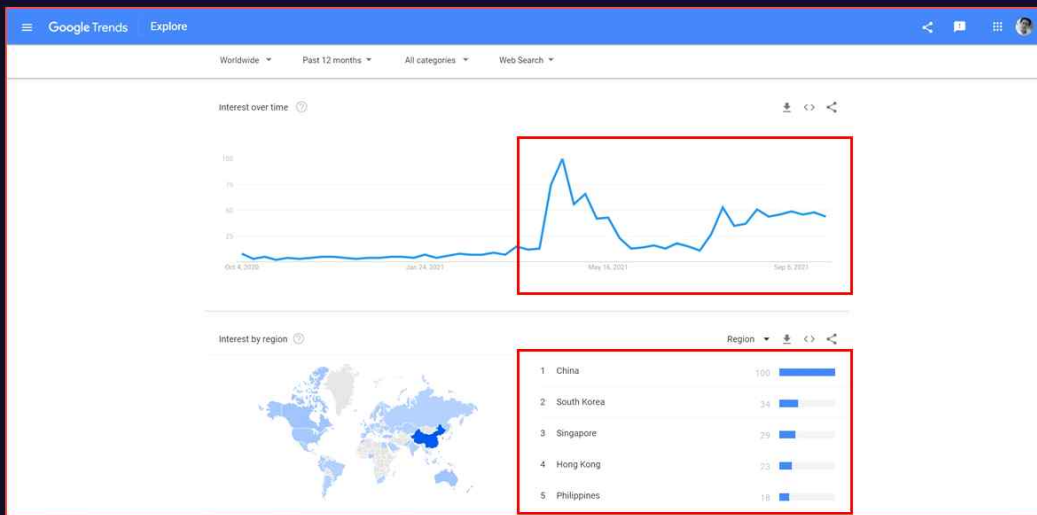 Google Trends Explore
Worldwide Past 12 months All categories Web Search
Interest over time
100
75
50
25
Oct 4, 2020 Jan 24, 2021 May 16, 2021 Sep 5, 2021
Interest by region Region
1 China 100
2 South Korea 34
3 Singapore 29
4 Hong Kong 23
5 Philippines 18